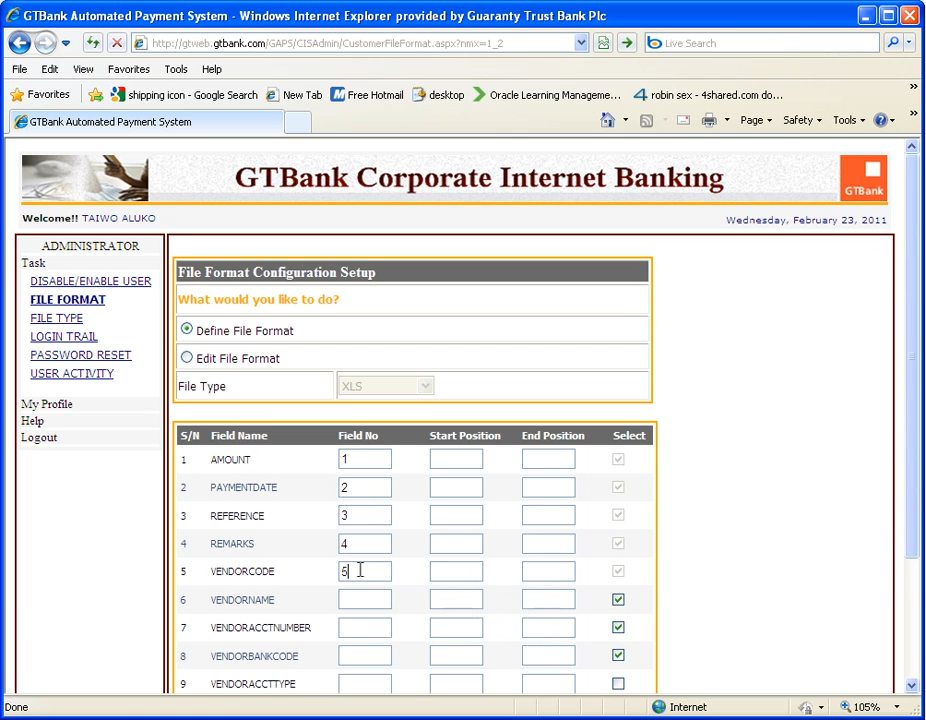 GTBank Automated Payment System - Windows Internet Explorer provided by Guaranty Trust Bank Plc
http://gtweb.gtbank.com/GAPS/CISAdmin/CustomerFileFormat.aspx?nmx=1_2
Live Search
File Edit View Favorites Tools Help
Favorites shipping icon - Google Search New Tab Free Hotmail desktop Oracle Learning Manageme... robin sex - 4shared.com do...
GTBank Automated Payment System
Page Safety Tools
GTBank Corporate Internet Banking
GTBank
Welcome!! TAIWO ALUKO
Wednesday, February 23, 2011
ADMINISTRATOR
Task
DISABLE/ENABLE USER
FILE FORMAT
FILE TYPE
LOGIN TRAIL
PASSWORD RESET
USER ACTIVITY
My Profile
Help
Logout
File Format Configuration Setup
What would you like to do?
Define File Format
Edit File Format
File Type XLS
S/N Field Name Field No Start Position End Position Select
1 AMOUNT 1
2 PAYMENTDATE 2
3 REFERENCE 3
4 REMARKS 4
5 VENDORCODE 5
6 VENDORNAME
7 VENDORACCTNUMBER
8 VENDORBANKCODE
9 VENDORACCTTYPE
Done
Internet
105%